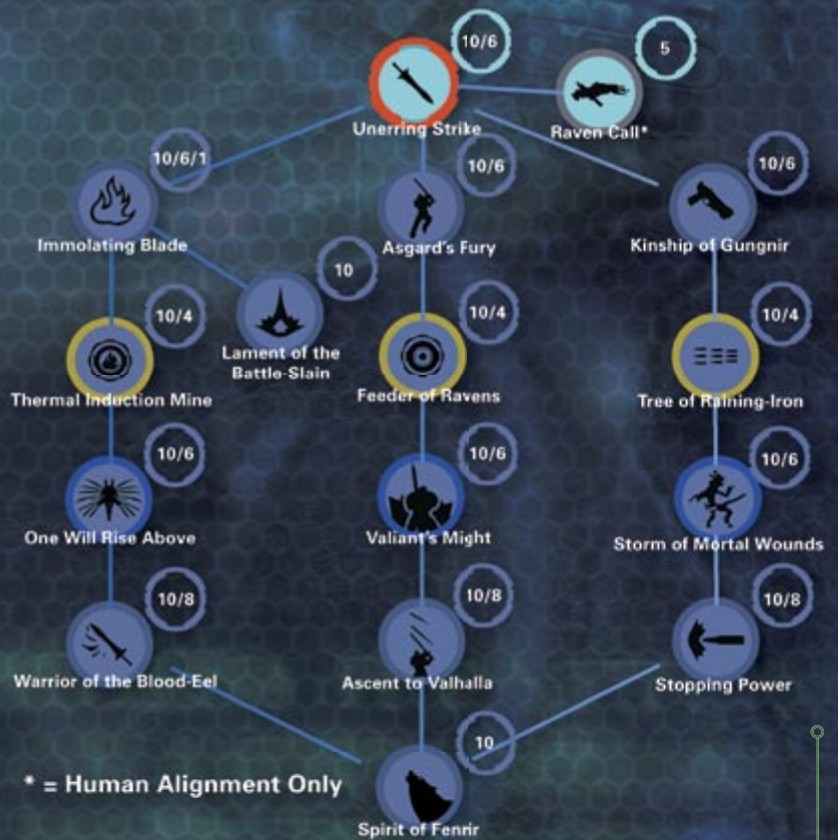 10/6
5
Unerring Strike
Raven Call*
10/6/1
10/6
10/6
Immolating Blade
Asgard's Fury
Kinship of Gungnir
10
10/4
10/4
10/4
Lament of the
Battle-Slain
Thermal Induction Mine
Feeder of Ravens
Tree of Raining-Iron
10/6
10/6
10/6
One Will Rise Above
Valiant's Might
Storm of Mortal Wounds
10/8
10/8
10/8
Warrior of the Blood-Eel
Ascent to Valhalla
Stopping Power
10
* = Human Alignment Only
Spirit of Fenrir